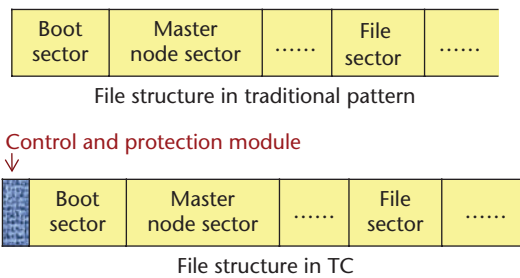 Boot sector
Master node sector
......
File sector
......
File structure in traditional pattern
Control and protection module
Boot sector
Master node sector
......
File sector
......
File structure in TC